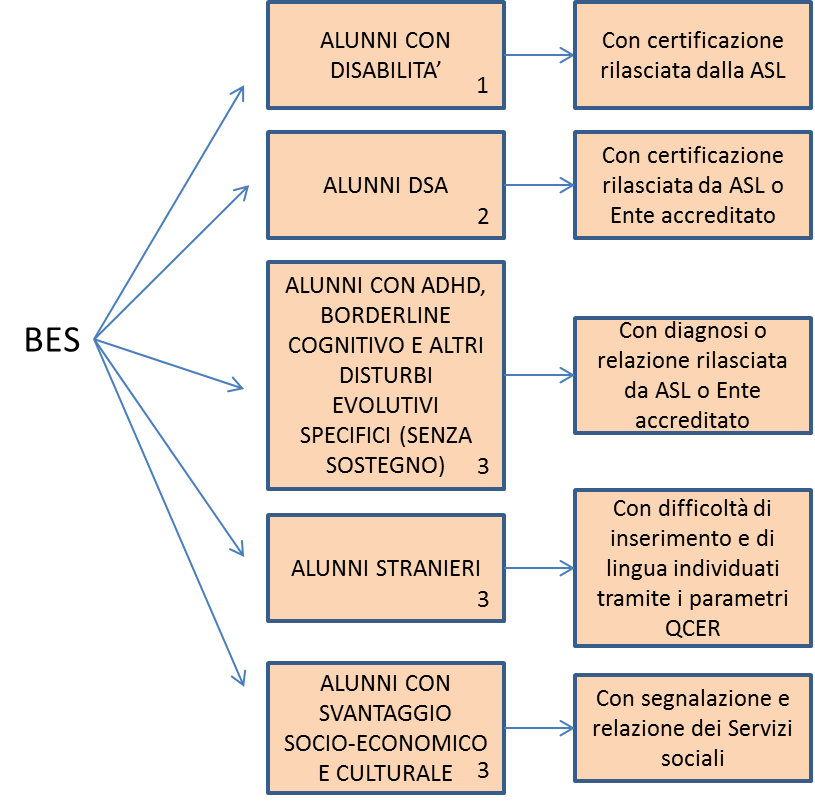 BES
ALUNNI CON
DISABILITA’
1
Con certificazione
rilasciata dalla ASL
ALUNNI DSA
2
Con certificazione
rilasciata da ASL o
Ente accreditato
ALUNNI CON ADHD,
BORDERLINE
COGNITIVO E ALTRI
DISTURBI
EVOLUTIVI
SPECIFICI (SENZA
SOSTEGNO)
3
Con diagnosi o
relazione rilasciata
da ASL o Ente
accreditato
ALUNNI STRANIERI
3
Con difficoltà di
inserimento e di
lingua individuati
tramite i parametri
QCER
ALUNNI CON
SVANTAGGIO
SOCIO-ECONOMICO
E CULTURALE
3
Con segnalazione e
relazione dei Servizi
sociali